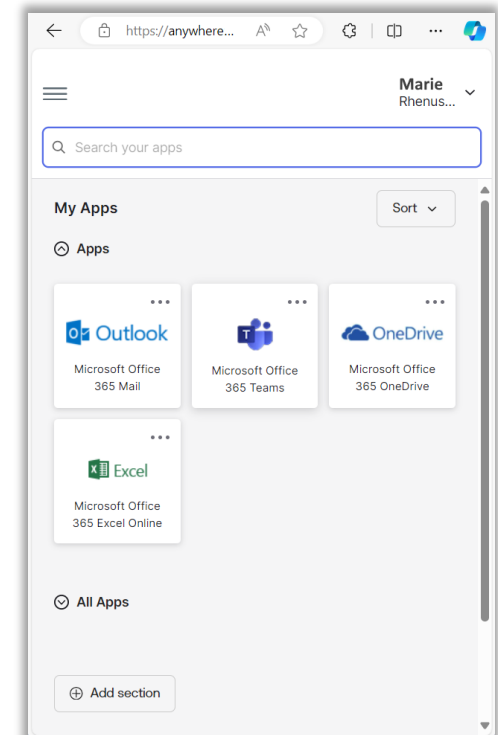 https://anywhere...
Marie
Rhenus...
Search your apps
My Apps
Sort
Apps
Outlook
Microsoft Office
365 Mail
Microsoft Office
365 Teams
OneDrive
Microsoft Office
365 OneDrive
Excel
Microsoft Office
365 Excel Online
All Apps
Add section